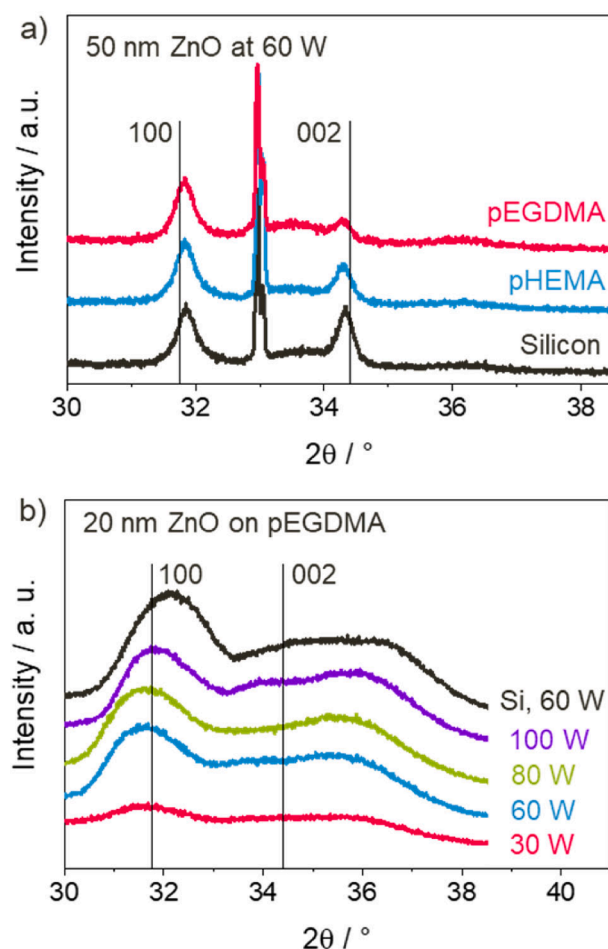 a)
50 nm ZnO at 60 W
100
002
pEGDMA
pHEMA
Silicon
Intensity / a.u.
30 32 34 36 38
2θ / °
b)
20 nm ZnO on pEGDMA
100
002
Si, 60 W
100 W
80 W
60 W
30 W
Intensity / a. u.
30 32 34 36 38 40
2θ / °